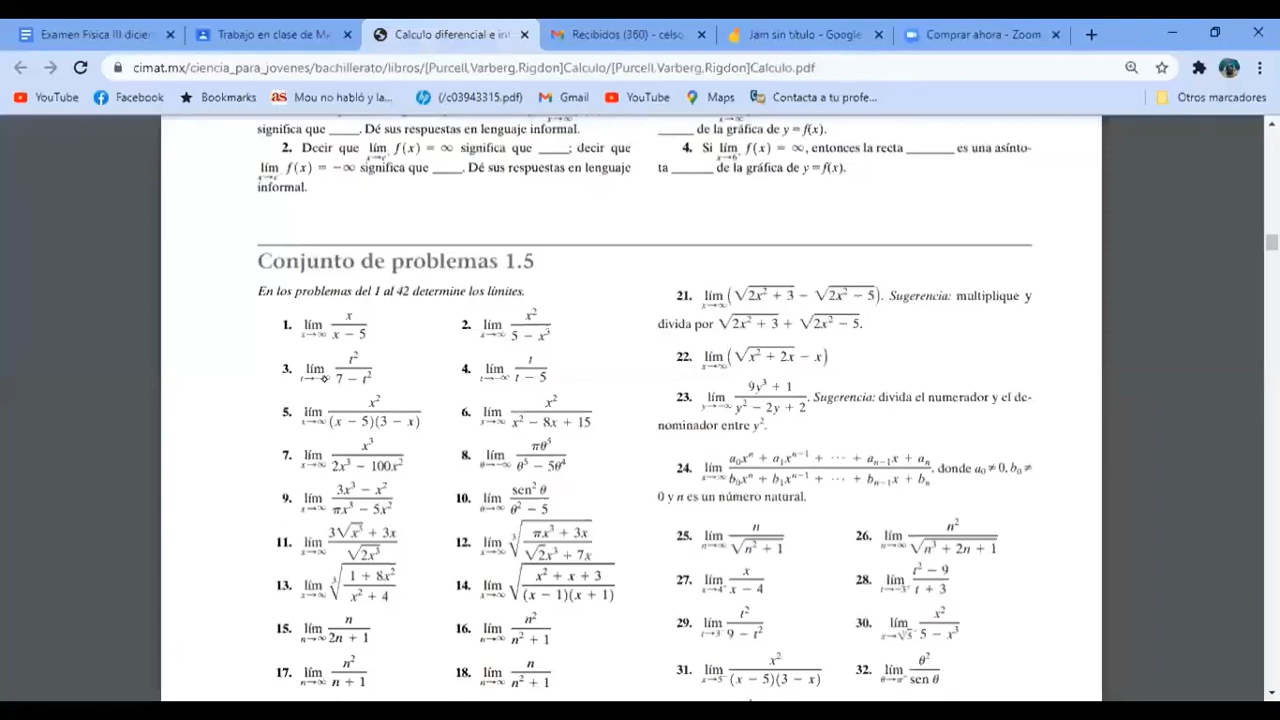 Examen Física III diciem
Trabajo en clase de Ma
Calculo diferencial e int
Recibidos (360) - celso
Jam sin título - Google
Comprar ahora - Zoom
cimat.mx/ciencia_para_jovenes/bachillerato/libros/[Purcell,Varberg,Rigdon]Calculo/[Purcell,Varberg,Rigdon]Calculo.pdf
YouTube Facebook Bookmarks Mou no habló y la... (/c03943315.pdf) Gmail YouTube Maps Contacta a tu profe... Otros marcadores
significa que ____. Dé sus respuestas en lenguaje informal.
2. Decir que lím f(x) = ∞ significa que ____; decir que
lím f(x) = −∞ significa que ____. Dé sus respuestas en lenguaje
informal.
____ de la gráfica de y = f(x).
4. Si lím f(x) = ∞, entonces la recta ______ es una asínto-
ta _____ de la gráfica de y = f(x).
Conjunto de problemas 1.5
En los problemas del 1 al 42 determine los límites.
1. lím x→∞ x / (x − 5)
2. lím x→∞ x² / (5 − x³)
3. lím t²/ (7 − t²)
4. lím t→−∞ t / (t − 5)
5. lím x→∞ x² / ((x − 5)(3 − x))
6. lím x→∞ x² / (x² − 8x + 15)
7. lím x→∞ x³ / (2x³ − 100x²)
8. lím θ→−∞ πθ⁵ / (θ⁵ − 5θ⁴)
9. lím x→∞ (3x³ − x²) / (πx³ − 5x²)
10. lím θ→∞ sen² θ / (θ² − 5)
11. lím x→∞ (3√x³ + 3x) / √2x³
12. lím x→∞ ∛((πx³ + 3x) / (√2x³ + 7x))
13. lím x→∞ ∛((1 + 8x²) / (x² + 4))
14. lím x→∞ √((x² + x + 3) / ((x − 1)(x + 1)))
15. lím n→∞ n / (2n + 1)
16. lím n→∞ n² / (n² + 1)
17. lím n→∞ n² / (n + 1)
18. lím n→∞ n / (n² + 1)
21. lím x→∞ (√2x² + 3 − √2x² − 5). Sugerencia: multiplique y
divida por √2x² + 3 + √2x² − 5.
22. lím x→∞ (√x² + 2x − x)
23. lím y→−∞ (9y³ + 1) / (y² − 2y + 2). Sugerencia: divida el numerador y el de-
nominador entre y².
24. lím x→∞ (a₀xⁿ + a₁xⁿ⁻¹ + ⋯ + aₙ₋₁x + aₙ) / (b₀xⁿ + b₁xⁿ⁻¹ + ⋯ + bₙ₋₁x + bₙ), donde a₀ ≠ 0, b₀ ≠
0 y n es un número natural.
25. lím n→∞ n / √n² + 1
26. lím n→∞ n² / √n³ + 2n + 1
27. lím x→4 x / (x − 4)
28. lím t→−3 (t² − 9) / (t + 3)
29. lím t→3⁻ t² / (9 − t²)
30. lím x→∛5 x² / (5 − x³)
31. lím x→5 x² / ((x − 5)(3 − x))
32. lím θ→π θ² / sen θ